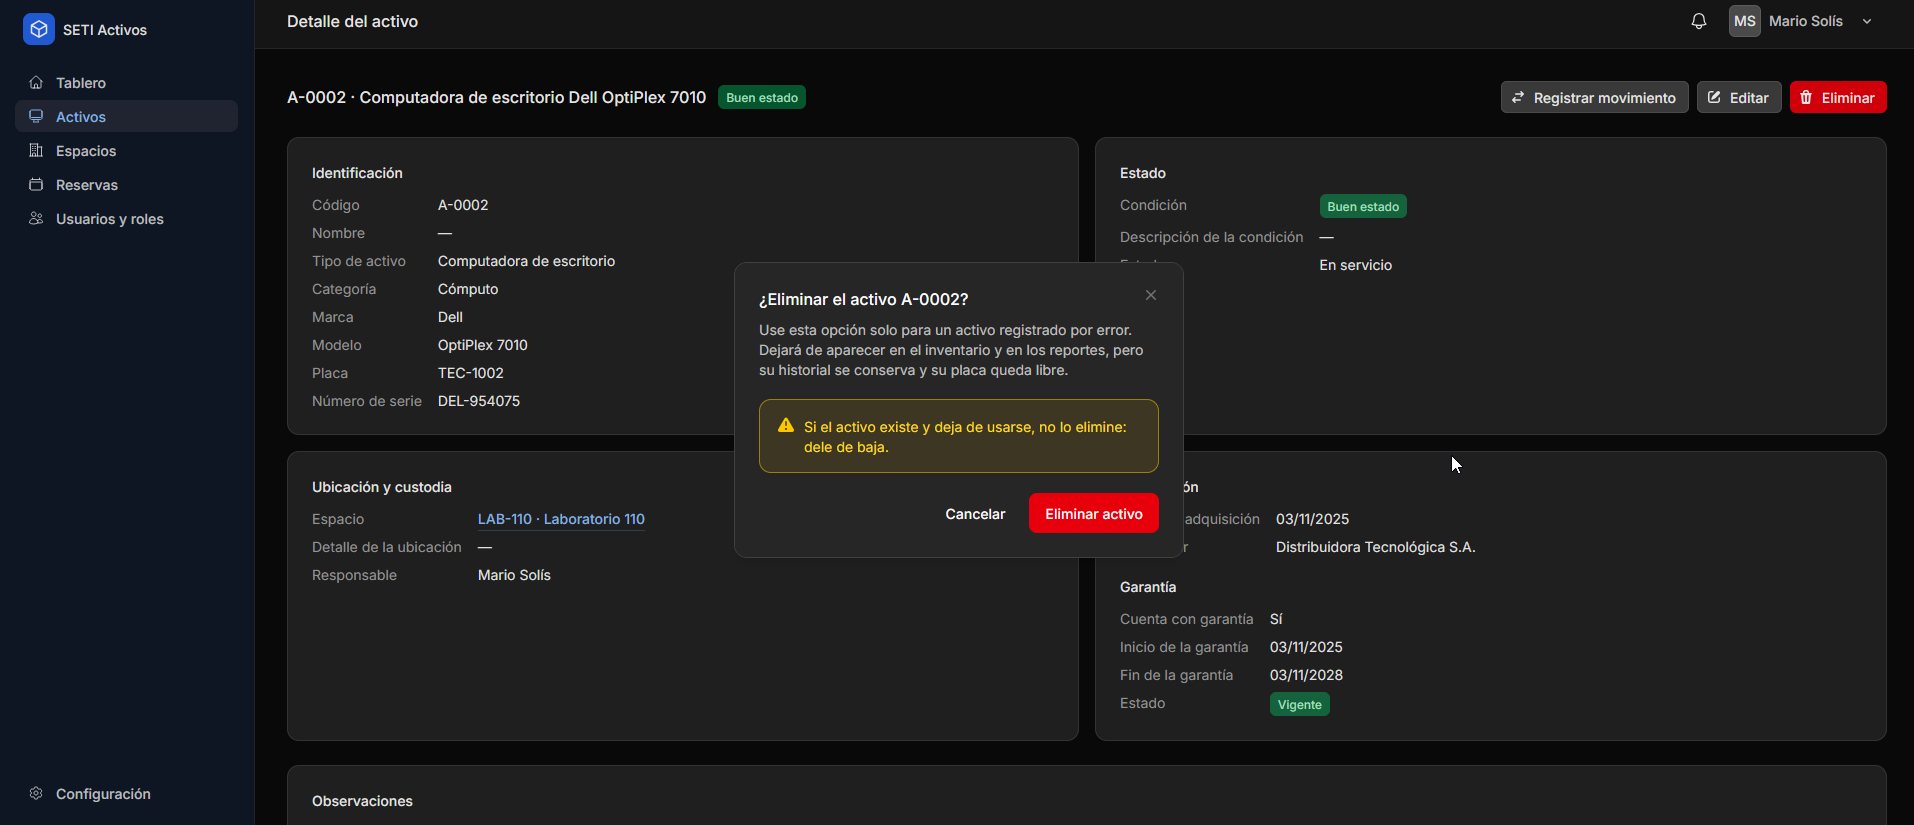 SETI Activos
Detalle del activo
MS Mario Solís
Tablero
Activos
Espacios
Reservas
Usuarios y roles
Configuración
A-0002 · Computadora de escritorio Dell OptiPlex 7010 Buen estado
Registrar movimiento Editar Eliminar
Identificación
Código A-0002
Nombre —
Tipo de activo Computadora de escritorio
Categoría Cómputo
Marca Dell
Modelo OptiPlex 7010
Placa TEC-1002
Número de serie DEL-954075
Estado
Condición Buen estado
Descripción de la condición —
En servicio
¿Eliminar el activo A-0002?
Use esta opción solo para un activo registrado por error.
Dejará de aparecer en el inventario y en los reportes, pero
su historial se conserva y su placa queda libre.
Si el activo existe y deja de usarse, no lo elimine:
dele de baja.
Cancelar Eliminar activo
Ubicación y custodia
Espacio LAB-110 · Laboratorio 110
Detalle de la ubicación —
Responsable Mario Solís
ón
adquisición 03/11/2025
r Distribuidora Tecnológica S.A.
Garantía
Cuenta con garantía Sí
Inicio de la garantía 03/11/2025
Fin de la garantía 03/11/2028
Estado Vigente
Observaciones